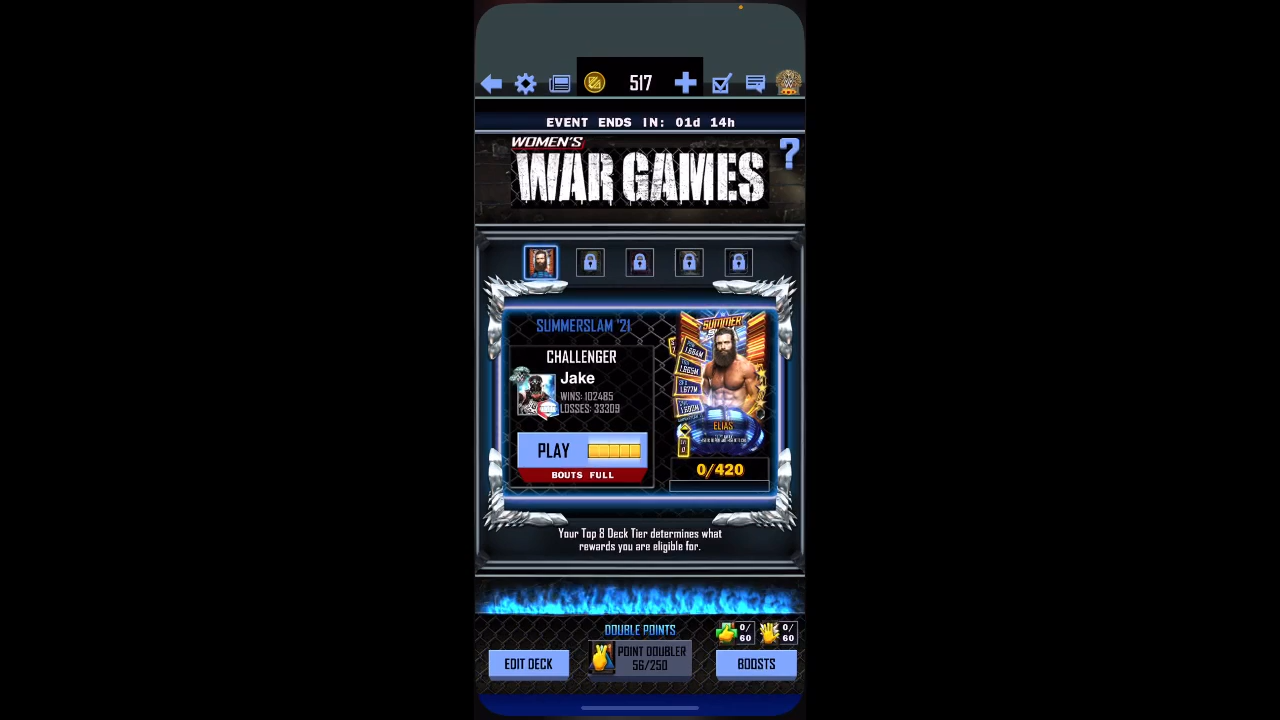 517
EVENT ENDS IN: 01d 14h
WOMEN'S
WAR GAMES
?
SUMMERSLAM '21
CHALLENGER
Jake
WINS: 102485
LOSSES: 33309
PLAY
BOUTS FULL
SUMMER
ELIAS
0/420
Your Top 8 Deck Tier determines what
rewards you are eligible for.
DOUBLE POINTS
0/
60
0/
60
EDIT DECK
POINT DOUBLER
56/250
BOOSTS